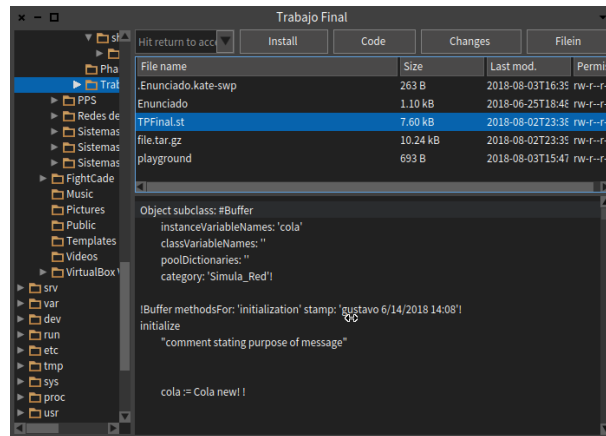 Trabajo Final
Hit return to acc
Install
Code
Changes
Filein
Pha
Trab
PPS
Redes de
Sistemas
Sistemas
Sistemas
FightCade
Music
Pictures
Public
Templates
Videos
VirtualBox
srv
var
dev
run
etc
tmp
sys
proc
usr
File name Size Last mod. Permi
.Enunciado.kate-swp 263 B 2018-08-03T16:39 rw-r--r-
Enunciado 1.10 kB 2018-06-25T18:48 rw-r--r-
TPFinal.st 7.60 kB 2018-08-02T23:38 rw-r--r-
file.tar.gz 10.24 kB 2018-08-02T23:39 rw-r--r-
playground 693 B 2018-08-03T15:47 rw-r--r-
Object subclass: #Buffer
instanceVariableNames: 'cola'
classVariableNames: ''
poolDictionaries: ''
category: 'Simula_Red'!
!Buffer methodsFor: 'initialization' stamp: 'gustavo 6/14/2018 14:08'!
initialize
"comment stating purpose of message"
cola := Cola new! !